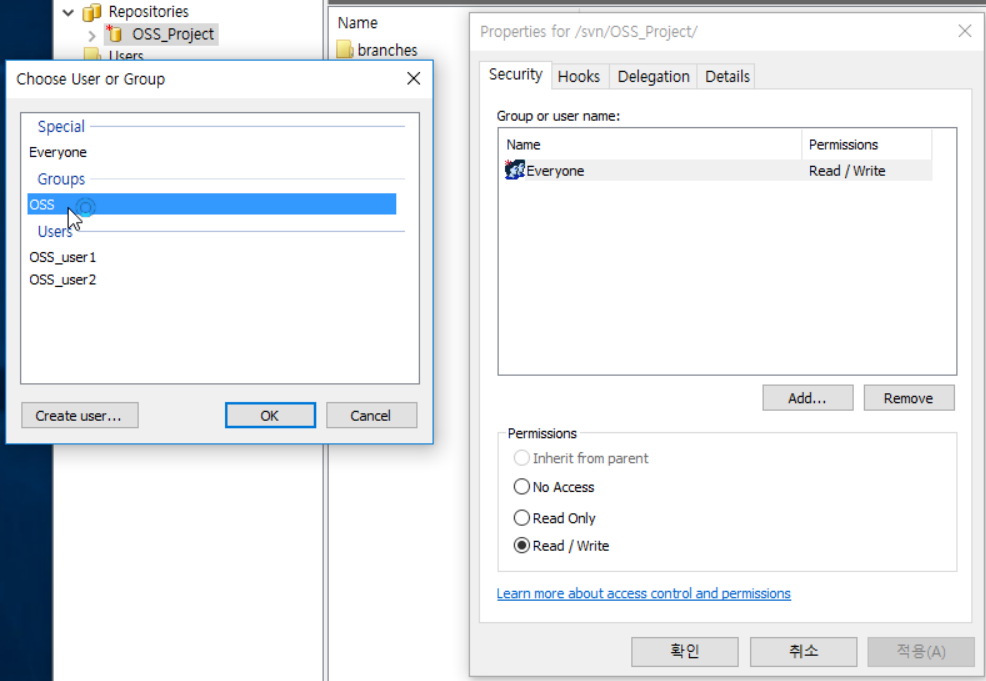 Repositories
OSS_Project
Users
Name
branches
Choose User or Group
Special
Everyone
Groups
OSS
Users
OSS_user1
OSS_user2
Create user...
OK
Cancel
Properties for /svn/OSS_Project/
Security Hooks Delegation Details
Group or user name:
Name Permissions
Everyone Read / Write
Add... Remove
Permissions
Inherit from parent
No Access
Read Only
Read / Write
Learn more about access control and permissions
확인 취소 적용(A)